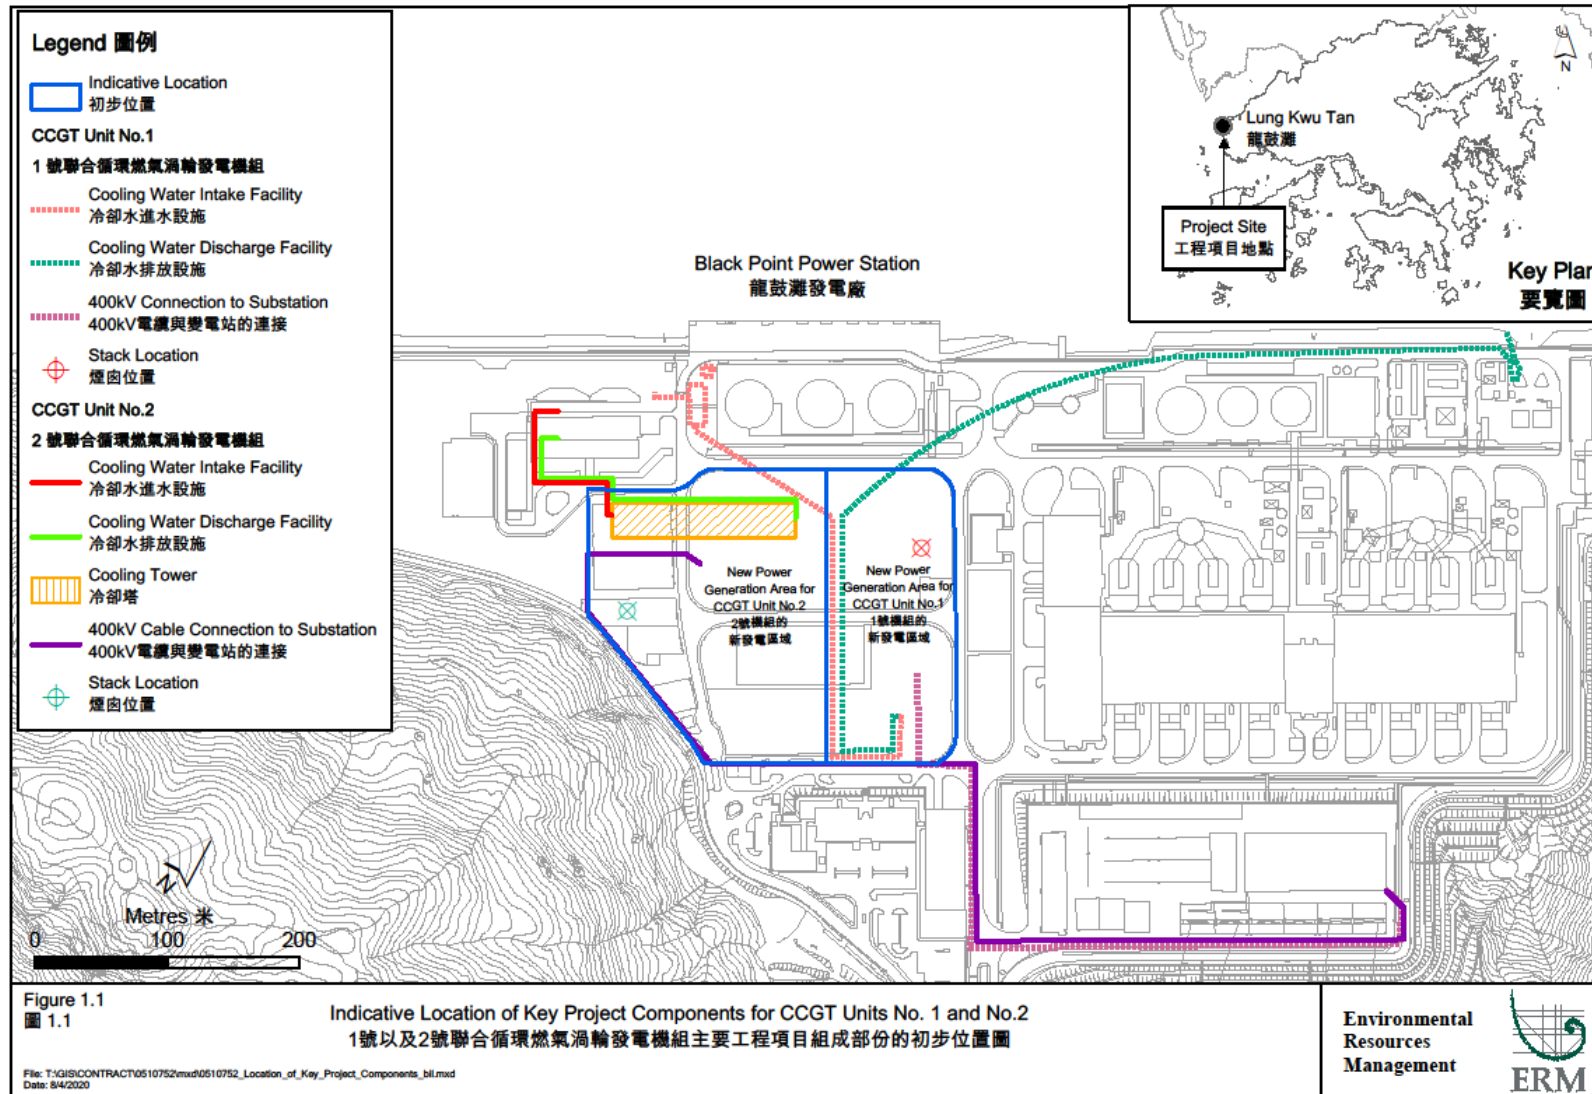 Legend 圖例
Indicative Location
初步位置
CCGT Unit No.1
1 號聯合循環燃氣渦輪發電機組
Cooling Water Intake Facility
冷卻水進水設施
Cooling Water Discharge Facility
冷卻水排放設施
400kV Connection to Substation
400kV電纜與變電站的連接
Stack Location
煙囱位置
CCGT Unit No.2
2 號聯合循環燃氣渦輪發電機組
Cooling Water Intake Facility
冷卻水進水設施
Cooling Water Discharge Facility
冷卻水排放設施
Cooling Tower
冷卻塔
400kV Cable Connection to Substation
400kV電纜與變電站的連接
Stack Location
煙囱位置
N
Lung Kwu Tan
龍鼓灘
Project Site
工程項目地點
Key Plan
要覽圖
Black Point Power Station
龍鼓灘發電廠
New Power
Generation Area for
CCGT Unit No.2
2號機組的
新發電區域
New Power
Generation Area for
CCGT Unit No.1
1號機組的
新發電區域
N
Metres 米
0 100 200
Figure 1.1
圖 1.1
Indicative Location of Key Project Components for CCGT Units No. 1 and No.2
1號以及2號聯合循環燃氣渦輪發電機組主要工程項目組成部份的初步位置圖
File: T:\GIS\CONTRACT\0510752\mxd\0510752_Location_of_Key_Project_Components_bil.mxd
Date: 8/4/2020
Environmental
Resources
Management
ERM